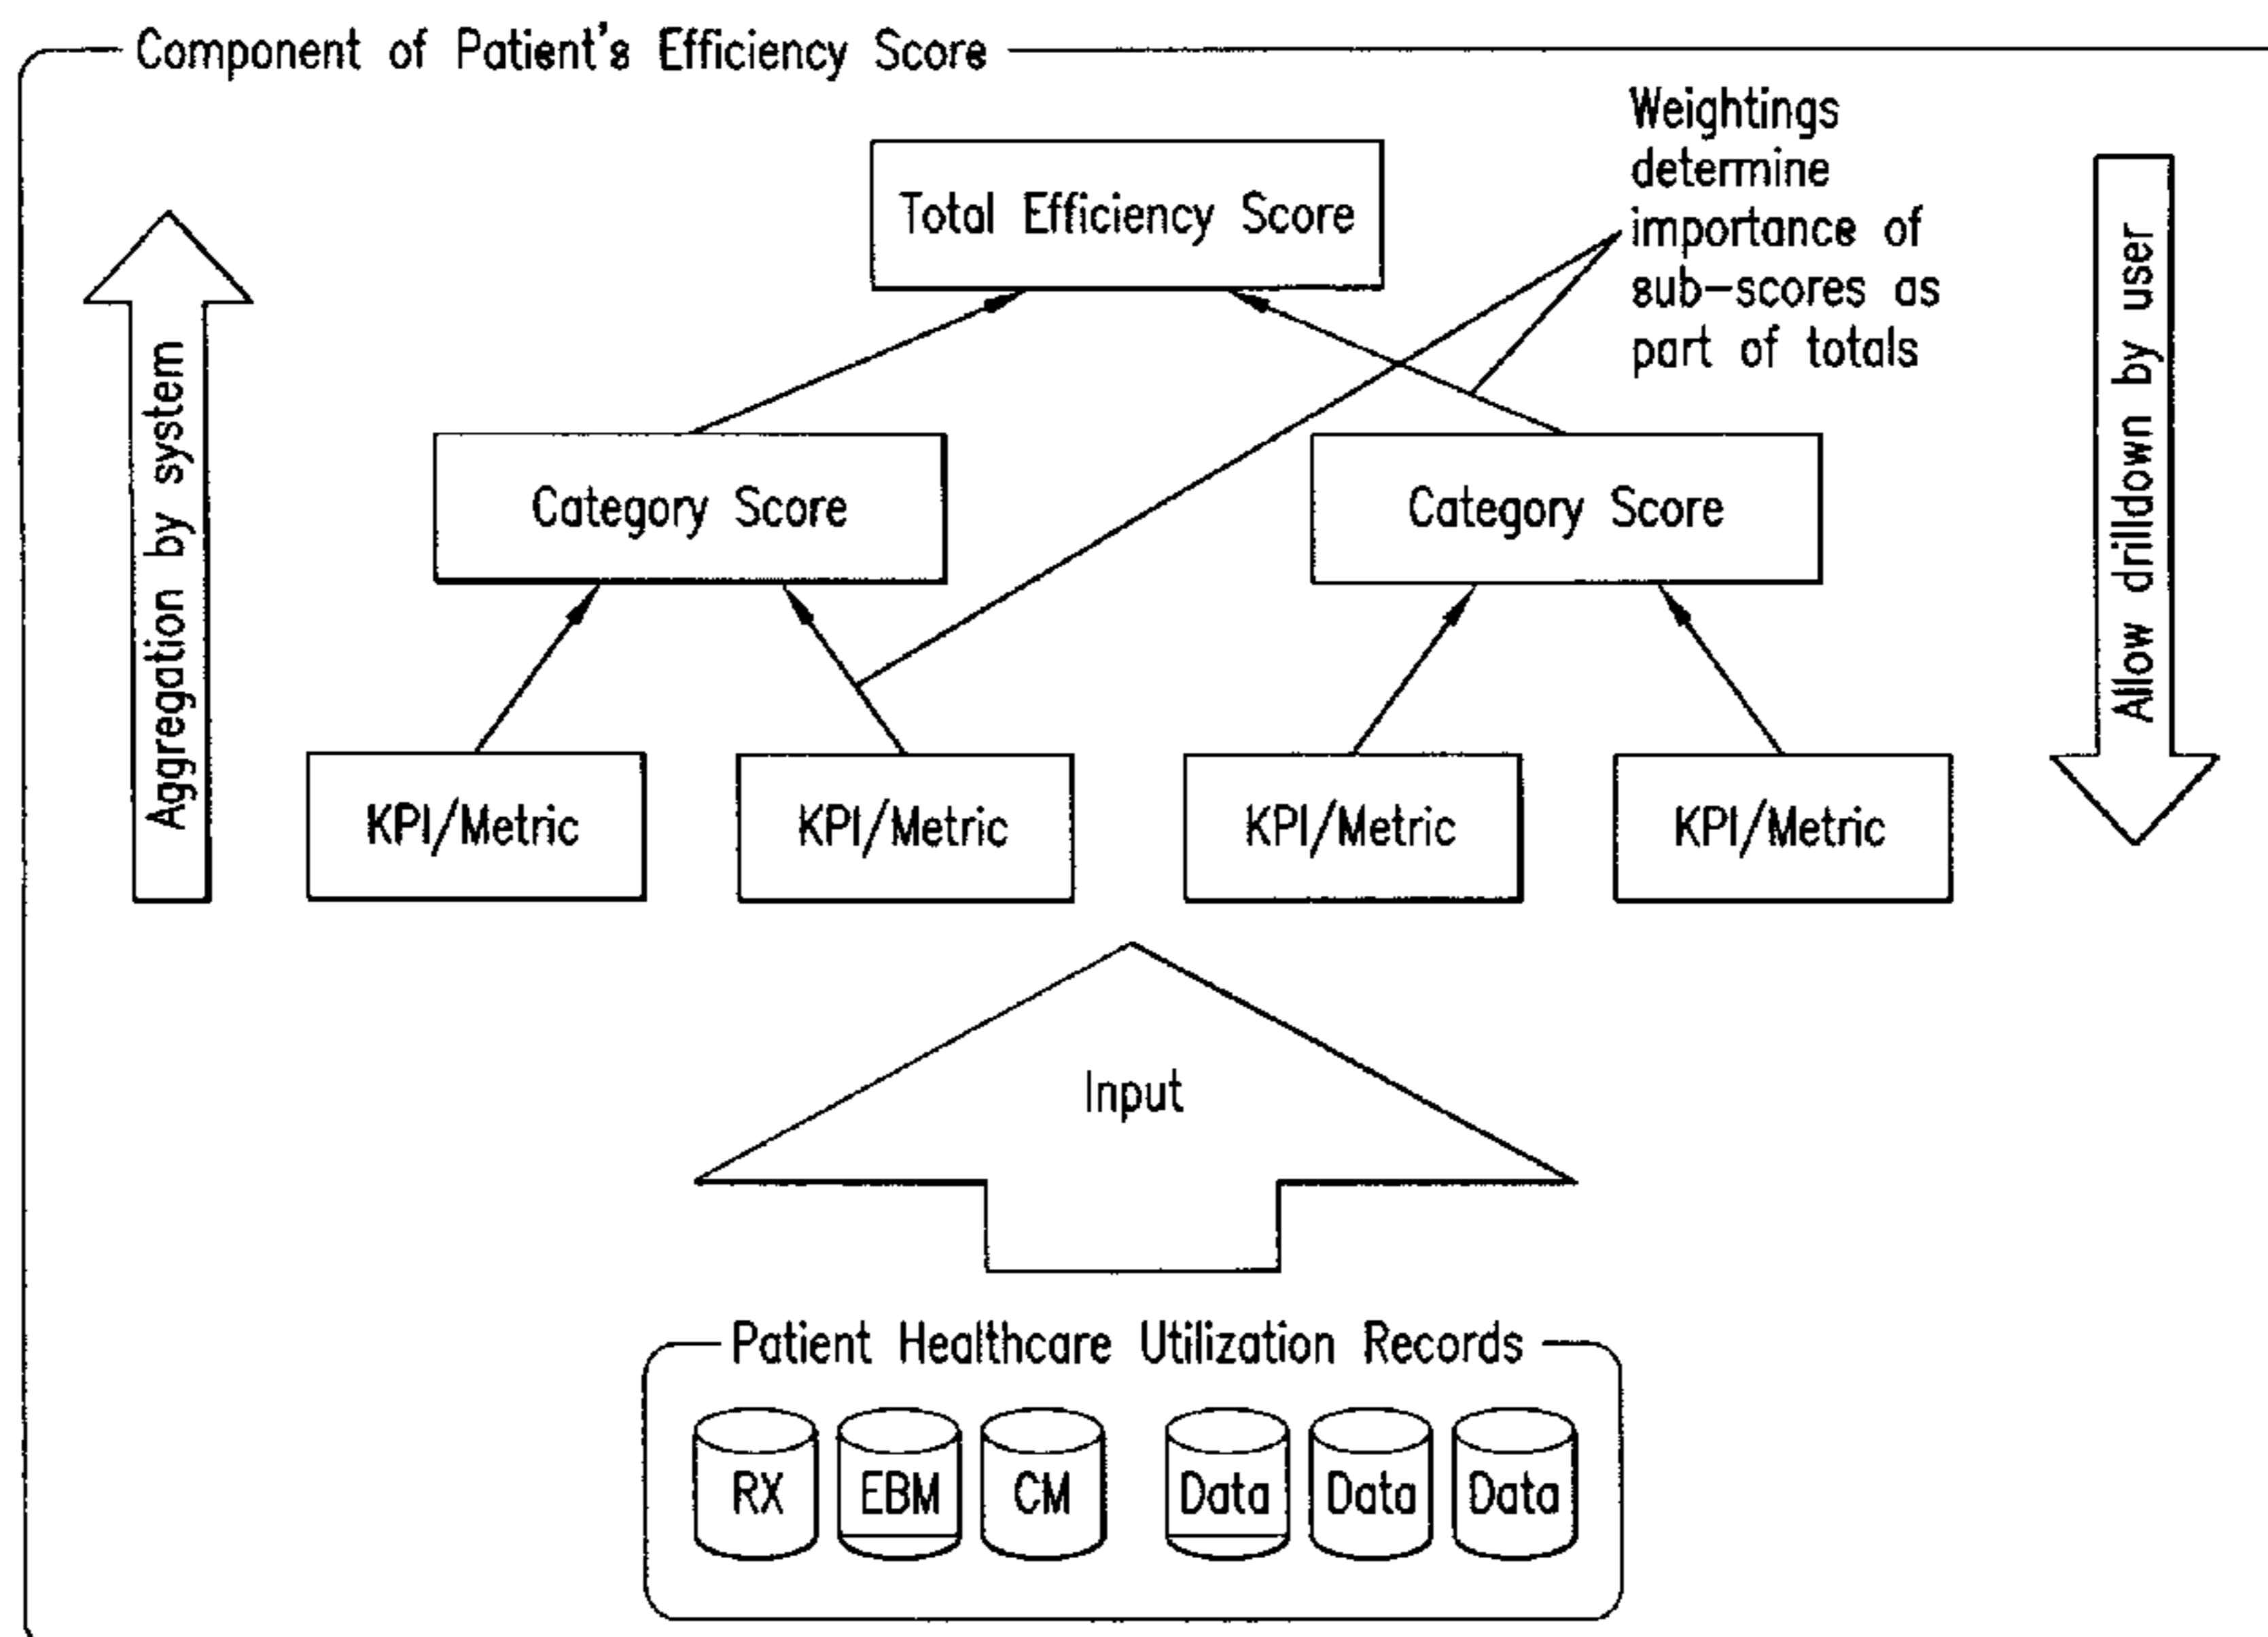 Component of Patient's Efficiency Score
Weightings
determine
importance of
sub-scores as
part of totals
Total Efficiency Score
Aggregation by system
Allow drilldown by user
Category Score
Category Score
KPI/Metric
KPI/Metric
KPI/Metric
KPI/Metric
Input
Patient Healthcare Utilization Records
RX
EBM
CM
Data
Data
Data